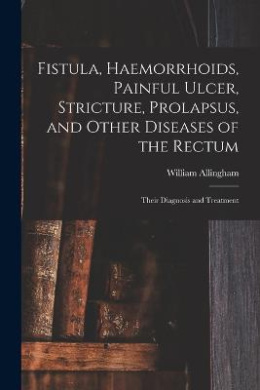 Fistula, Haemorrhoids,
Painful Ulcer,
Stricture, Prolapsus,
and Other Diseases of
the Rectum
William Allingham
Their Diagnosis and Treatment